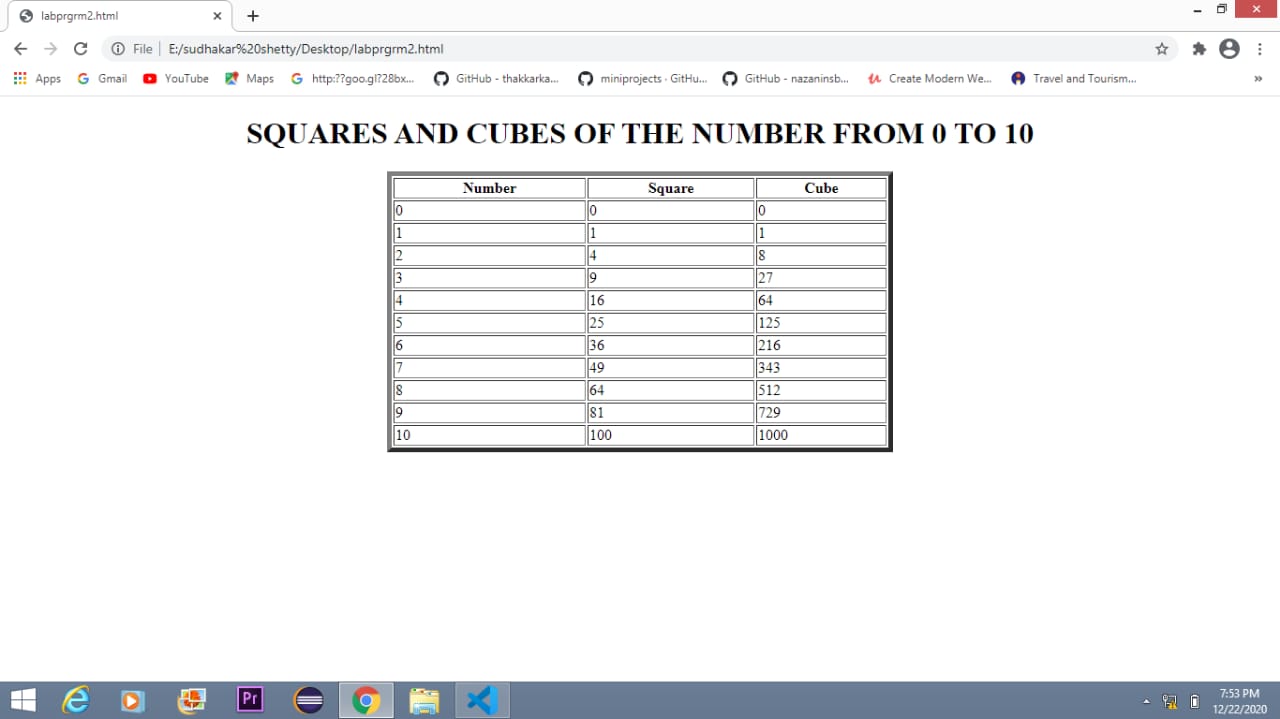 labprgrm2.html
File | E:/sudhakar%20shetty/Desktop/labprgrm2.html
Apps Gmail YouTube Maps http:??goo.gl?28bx... GitHub - thakkarka... miniprojects · GitHu... GitHub - nazaninsb... Create Modern We... Travel and Tourism... »
SQUARES AND CUBES OF THE NUMBER FROM 0 TO 10
Number Square Cube
0 0 0
1 1 1
2 4 8
3 9 27
4 16 64
5 25 125
6 36 216
7 49 343
8 64 512
9 81 729
10 100 1000
Pr
7:53 PM
12/22/2020